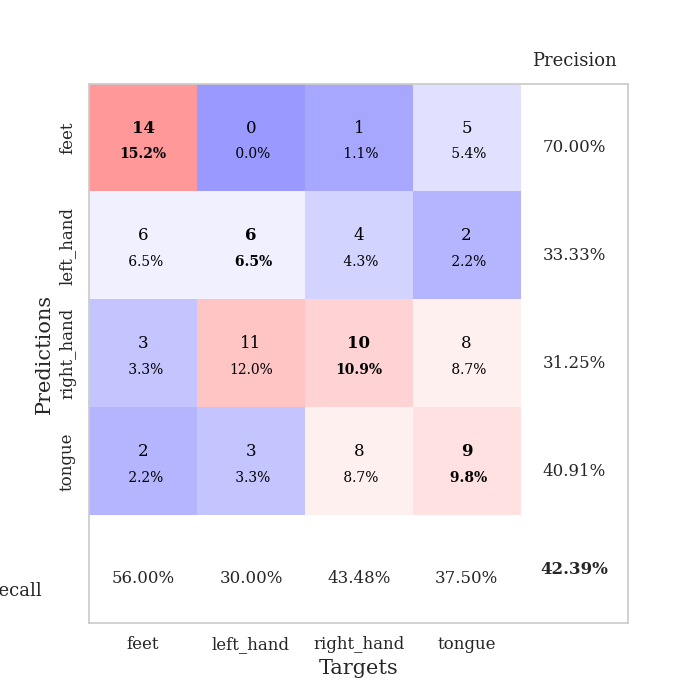 Precision
feet 14 0 1 5 70.00%
15.2% 0.0% 1.1% 5.4%
left_hand 6 6 4 2 33.33%
6.5% 6.5% 4.3% 2.2%
Predictions
right_hand 3 11 10 8 31.25%
3.3% 12.0% 10.9% 8.7%
tongue 2 3 8 9 40.91%
2.2% 3.3% 8.7% 9.8%
ecall 56.00% 30.00% 43.48% 37.50% 42.39%
feet left_hand right_hand tongue
Targets